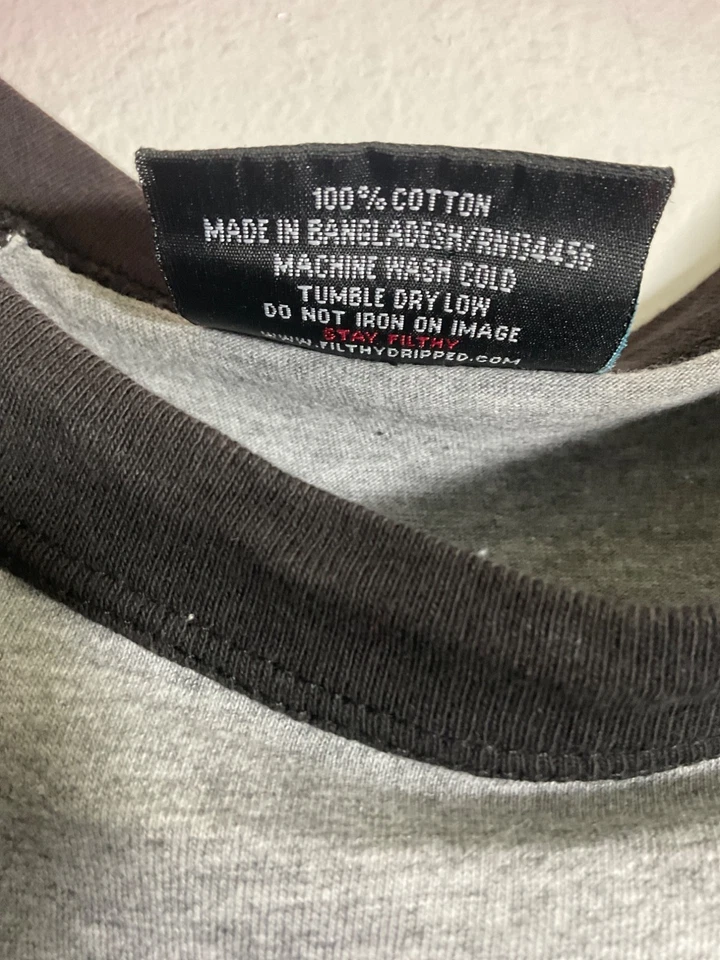 100% COTTON
MADE IN BANGLADESH/RN134456
MACHINE WASH COLD
TUMBLE DRY LOW
DO NOT IRON ON IMAGE
STAY FILTHY
WWW.FILTHYDRIPPED.COM